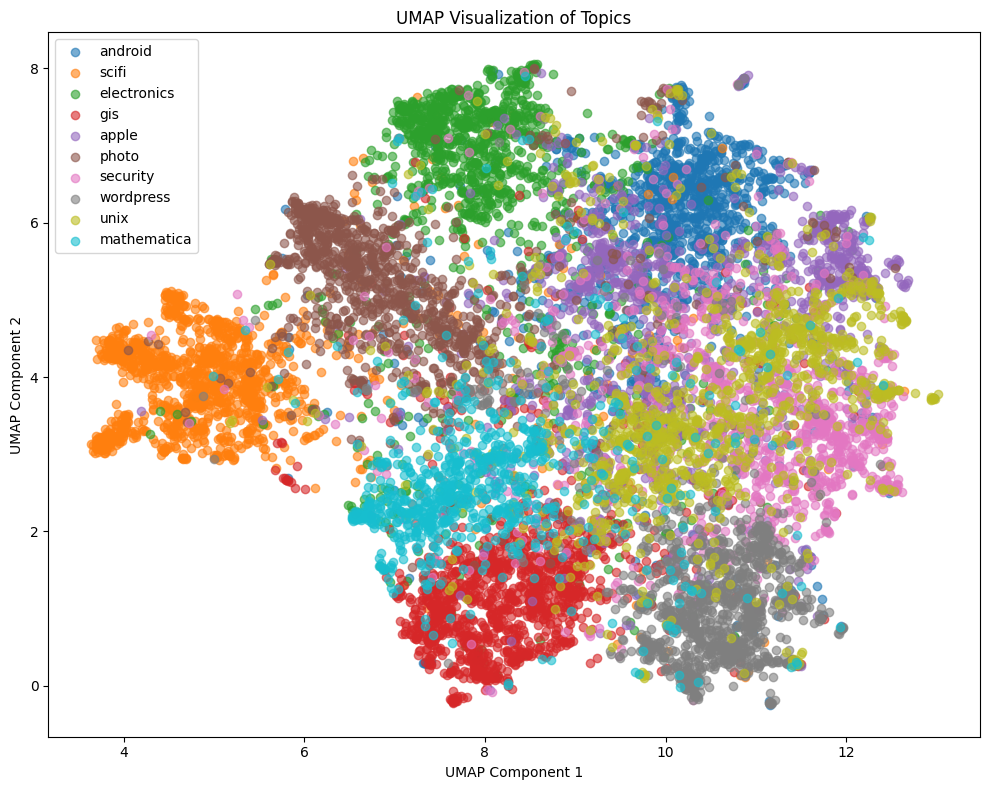 UMAP Visualization of Topics
android
scifi
electronics
gis
apple
photo
security
wordpress
unix
mathematica
8
6
4
2
0
UMAP Component 2
4
6
8
10
12
UMAP Component 1